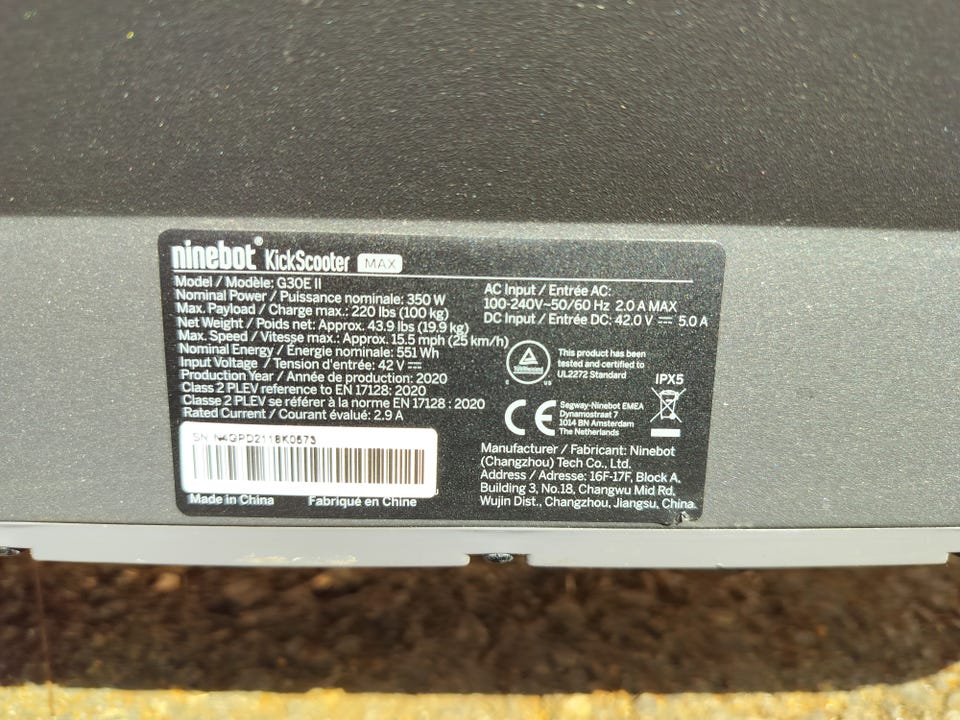 ninebot® KickScooter MAX
Model / Modèle: G30E II
Nominal Power / Puissance nominale: 350 W
Max. Payload / Charge max.: 220 lbs (100 kg)
Net Weight / Poids net: Approx. 43.9 lbs (19.9 kg)
Max. Speed / Vitesse max.: Approx. 15.5 mph (25 km/h)
Nominal Energy / Énergie nominale: 551 Wh
Input Voltage / Tension d'entrée: 42 V ⎓
Production Year / Année de production: 2020
Class 2 PLEV reference to EN 17128: 2020
Classe 2 PLEV se référer à la norme EN 17128 : 2020
Rated Current / Courant évalué: 2.9 A
SN: N4GPD2118K0573
Made in China Fabriqué en Chine
AC Input / Entrée AC:
100-240V~50/60 Hz 2.0 A MAX
DC Input / Entrée DC: 42.0 V ⎓ 5.0 A
C US
This product has been
tested and certified to
UL2272 Standard
IPX5
CE
Segway-Ninebot EMEA
Dynamostraat 7
1014 BN Amsterdam
The Netherlands
Manufacturer / Fabricant: Ninebot
(Changzhou) Tech Co., Ltd.
Address / Adresse: 16F-17F, Block A,
Building 3, No.18, Changwu Mid Rd,
Wujin Dist., Changzhou, Jiangsu, China.